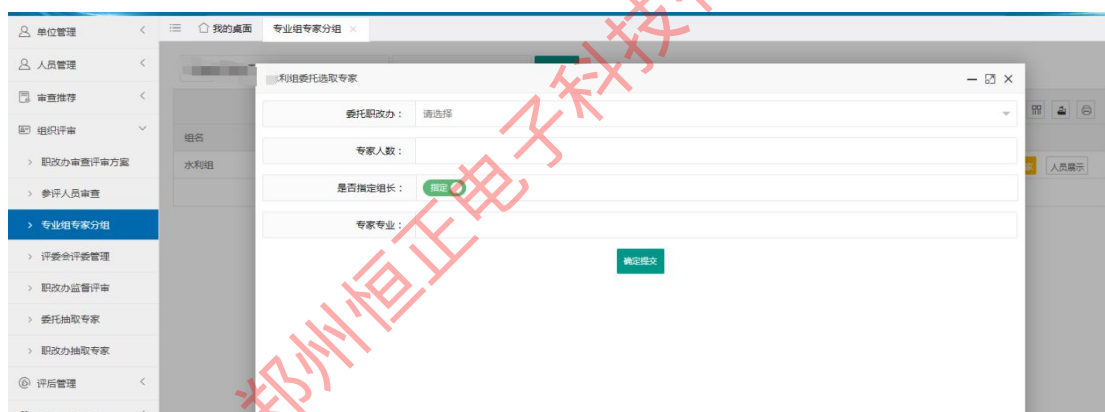 单位管理
人员管理
审查推荐
组织评审
职改办审查评审方案
参评人员审查
专业组专家分组
评委会评委管理
职改办监督评审
委托抽取专家
职改办抽取专家
评后管理
我的桌面 专业组专家分组 ×
利组委托选取专家
委托职改办： 请选择
专家人数：
是否指定组长： 指定
专家专业：
确定提交
组名
水利组
人员展示
郑州恒正电子科技